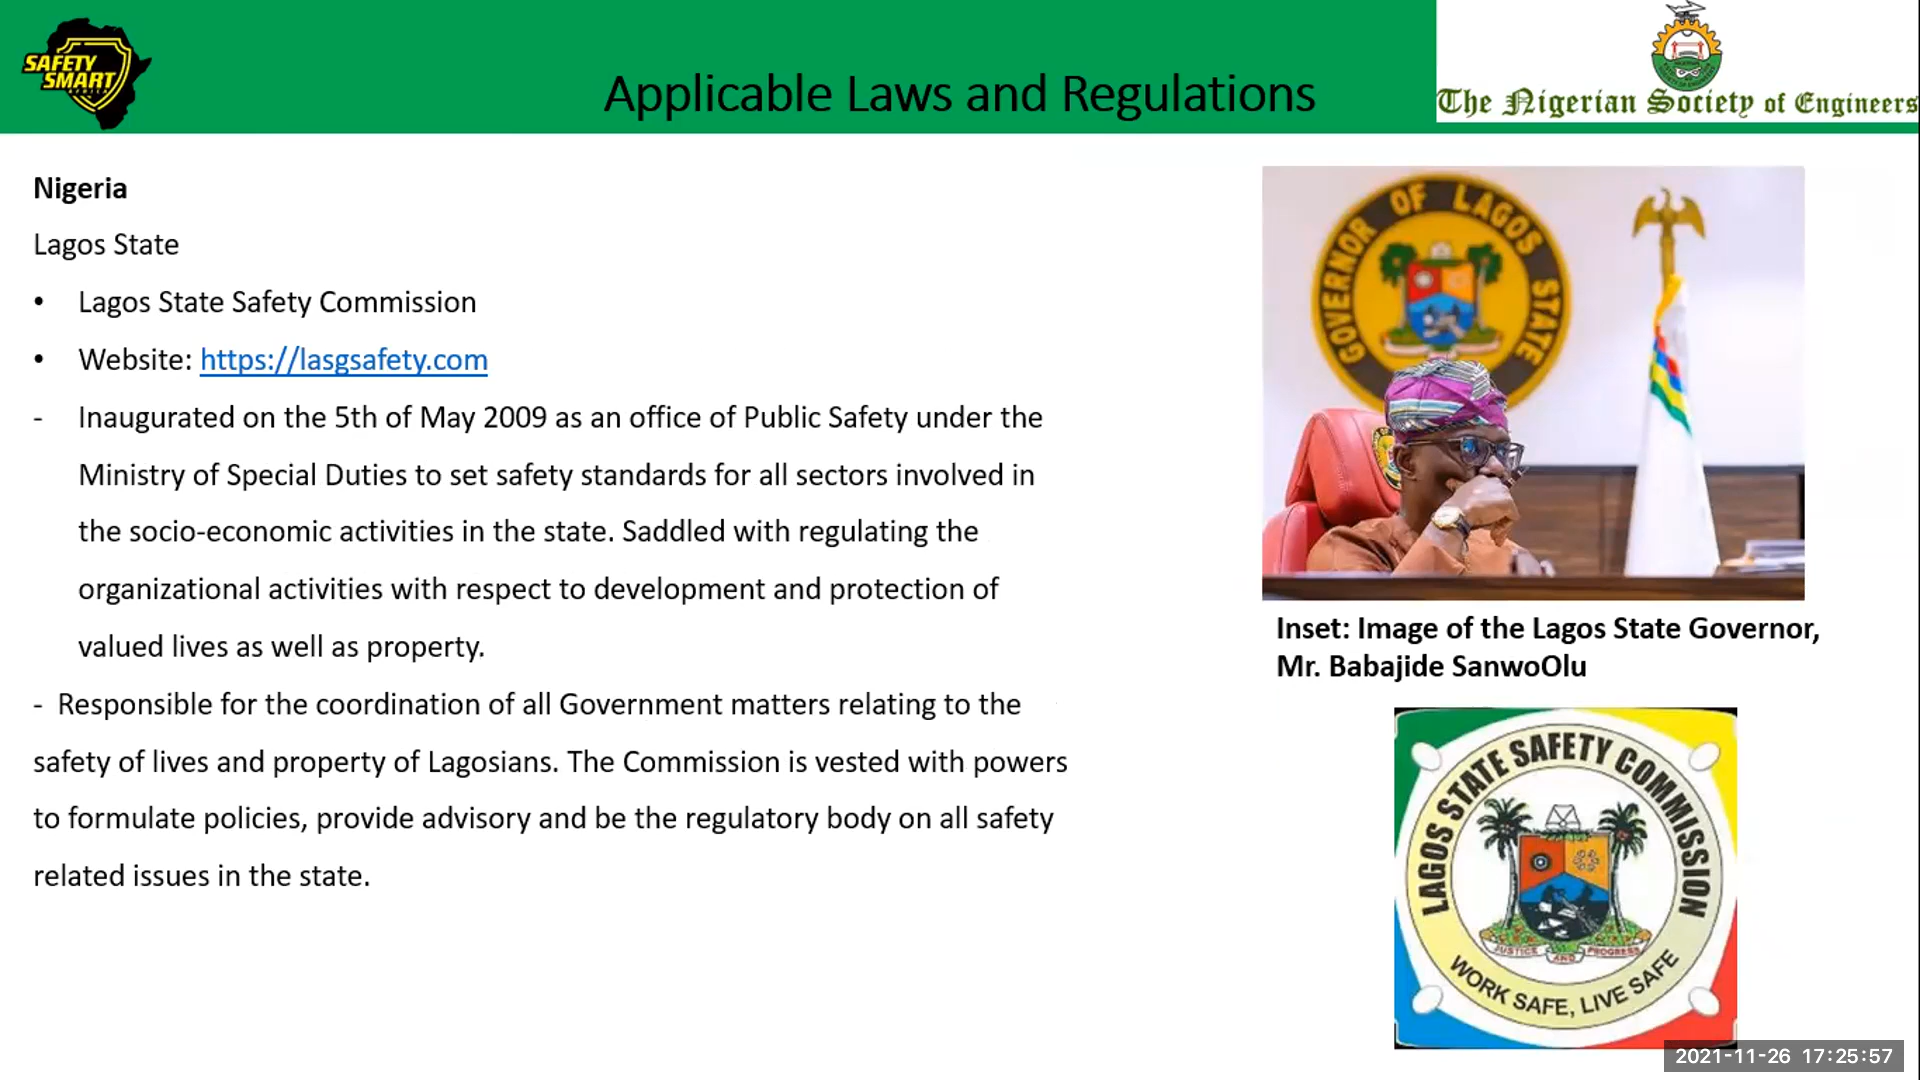 SAFETY
SMART
Applicable Laws and Regulations
The Nigerian Society of Engineers
Nigeria
Lagos State
• Lagos State Safety Commission
• Website: https://lasgsafety.com
- Inaugurated on the 5th of May 2009 as an office of Public Safety under the
Ministry of Special Duties to set safety standards for all sectors involved in
the socio-economic activities in the state. Saddled with regulating the
organizational activities with respect to development and protection of
valued lives as well as property.
- Responsible for the coordination of all Government matters relating to the
safety of lives and property of Lagosians. The Commission is vested with powers
to formulate policies, provide advisory and be the regulatory body on all safety
related issues in the state.
GOVERNOR OF LAGOS STATE
Inset: Image of the Lagos State Governor,
Mr. Babajide SanwoOlu
LAGOS STATE SAFETY COMMISSION
JUSTICE AND PROGRESS
WORK SAFE, LIVE SAFE
2021-11-26 17:25:57